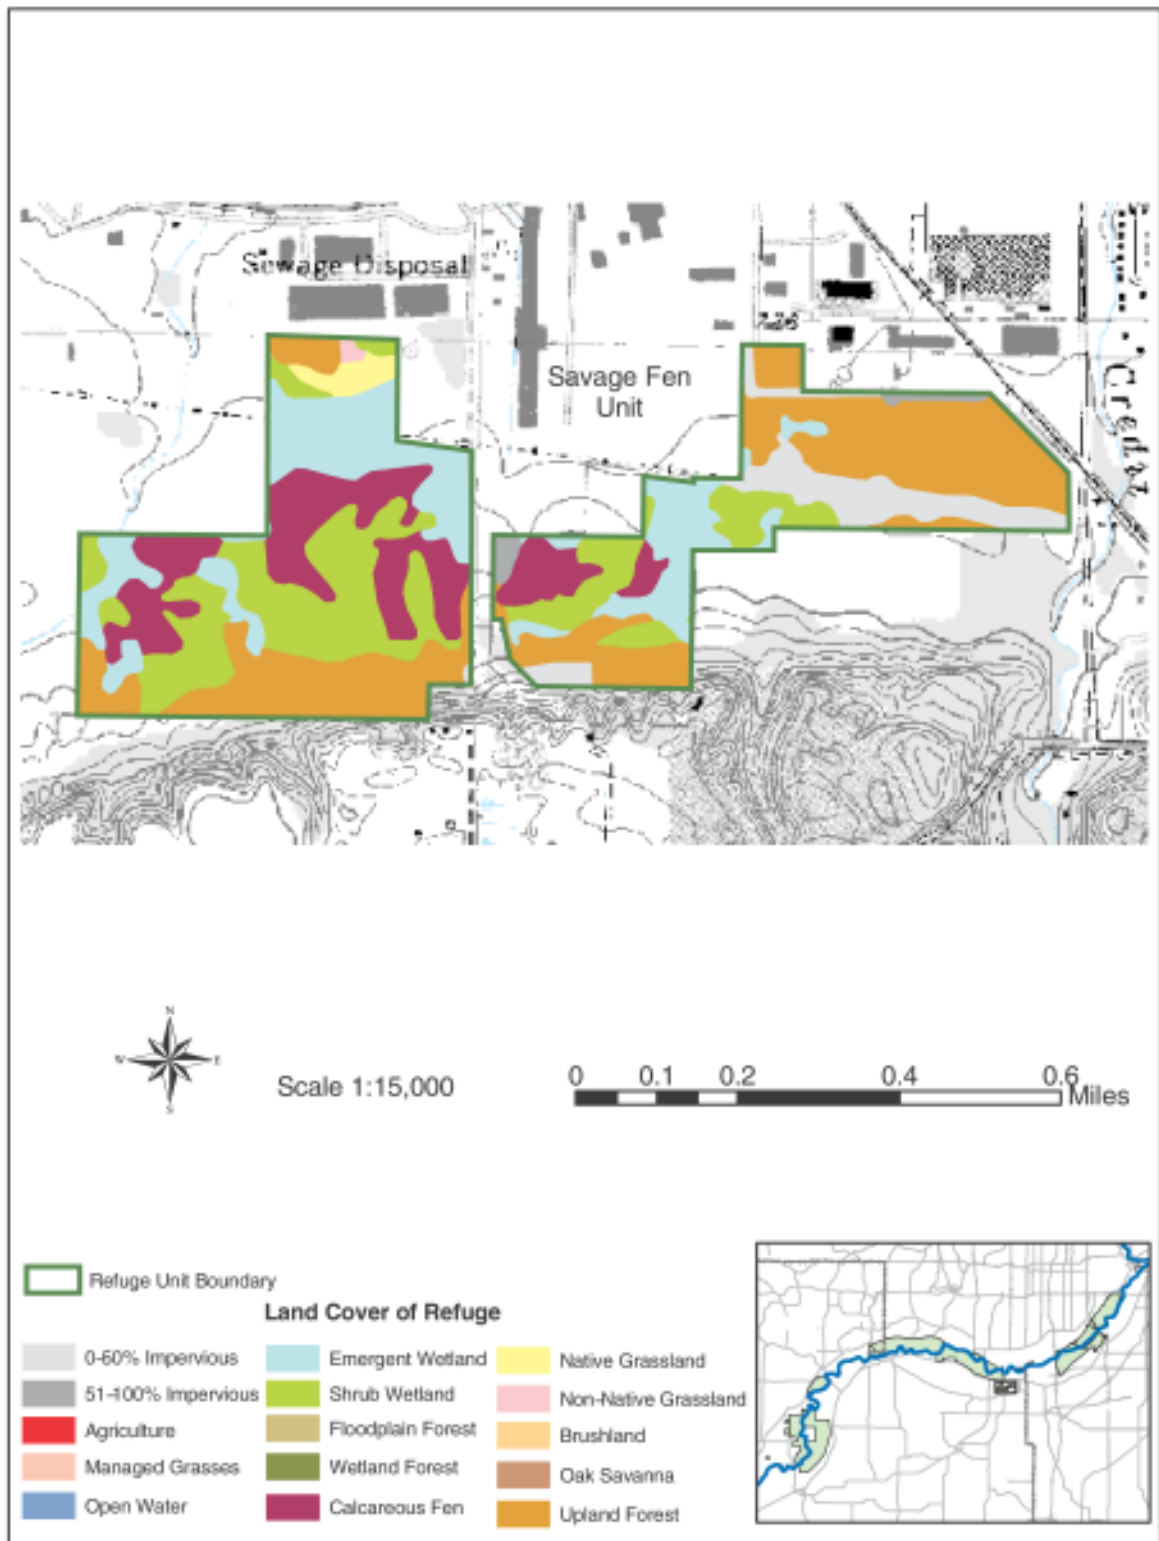 Sewage Disposal
Savage Fen
Unit
Credit
N
W
E
S
Scale 1:15,000
0 0.1 0.2 0.4 0.6
Miles
Refuge Unit Boundary
Land Cover of Refuge
0-60% Impervious
51-100% Impervious
Agriculture
Managed Grasses
Open Water
Emergent Wetland
Shrub Wetland
Floodplain Forest
Wetland Forest
Calcareous Fen
Native Grassland
Non-Native Grassland
Brushland
Oak Savanna
Upland Forest